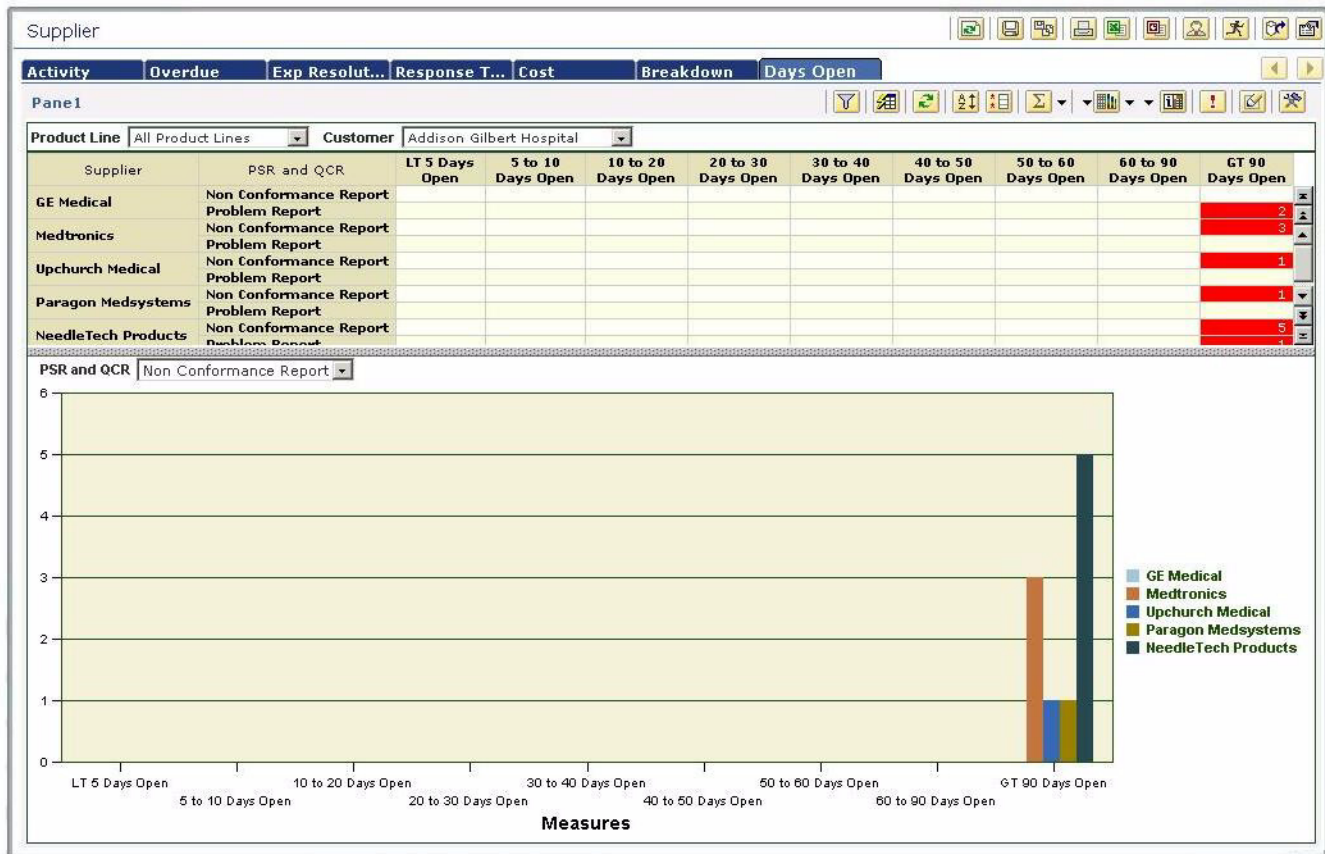 Supplier
Activity Overdue Exp Resolut... Response T... Cost Breakdown Days Open
Pane1
Product Line All Product Lines Customer Addison Gilbert Hospital
Supplier PSR and QCR LT 5 Days Open 5 to 10 Days Open 10 to 20 Days Open 20 to 30 Days Open 30 to 40 Days Open 40 to 50 Days Open 50 to 60 Days Open 60 to 90 Days Open GT 90 Days Open
GE Medical Non Conformance Report
Problem Report 2
Medtronics Non Conformance Report 3
Problem Report
Upchurch Medical Non Conformance Report 1
Problem Report
Paragon Medsystems Non Conformance Report 1
Problem Report
NeedleTech Products Non Conformance Report 5
Problem Report 1
PSR and QCR Non Conformance Report
6
5
4
3
2
1
0
GE Medical
Medtronics
Upchurch Medical
Paragon Medsystems
NeedleTech Products
LT 5 Days Open 10 to 20 Days Open 30 to 40 Days Open 50 to 60 Days Open GT 90 Days Open
5 to 10 Days Open 20 to 30 Days Open 40 to 50 Days Open 60 to 90 Days Open
Measures